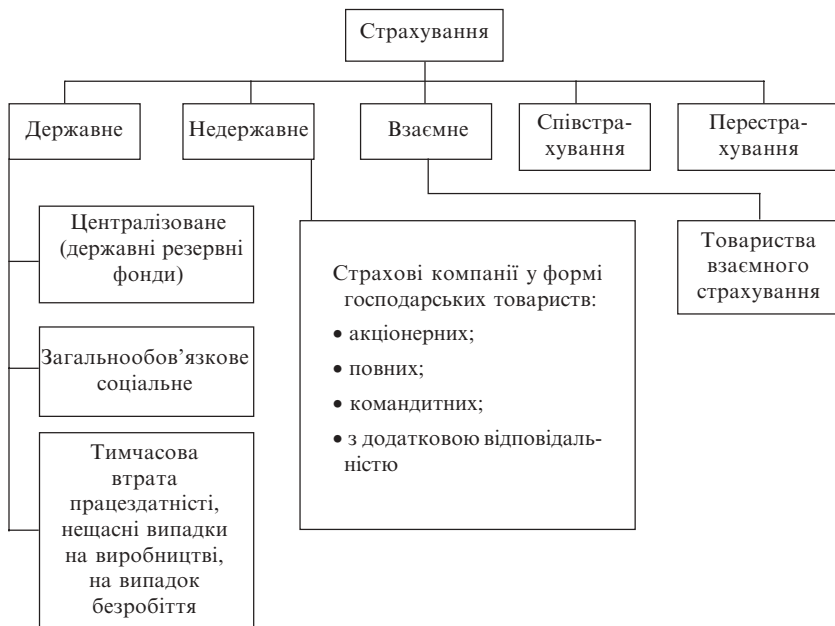 Страхування
Державне
Недержавне
Взаємне
Співстра-
хування
Перестра-
хування
Централізоване
(державні резервні
фонди)
Загальнообов’язкове
соціальне
Тимчасова
втрата
працездатністі,
нещасні випадки
на виробництві,
на випадок
безробіття
Страхові компанії у формі
господарських товариств:
• акціонерних;
• повних;
• командитних;
• з додатковою відповідаль-
ністю
Товариства
взаємного
страхування